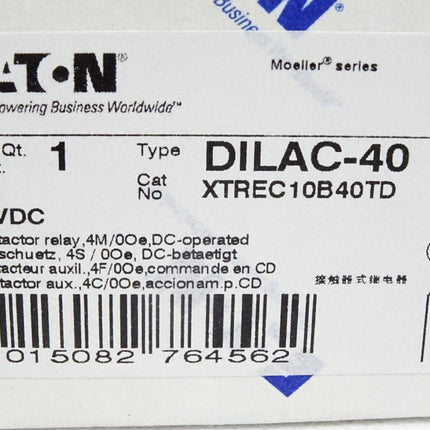 EATON
Powering Business Worldwide™
Moeller® series
Qt. 1 Type DILAC-40
Cat No XTREC10B40TD
VDC
tactor relay,4M/0Oe,DC-operated
schuetz, 4S / 0Oe, DC-betaetigt
acteur auxil.,4F/0Oe,commande en CD
tactor aux.,4C/0Oe,accionam.p.CD
接触器式继电器
015082 764562